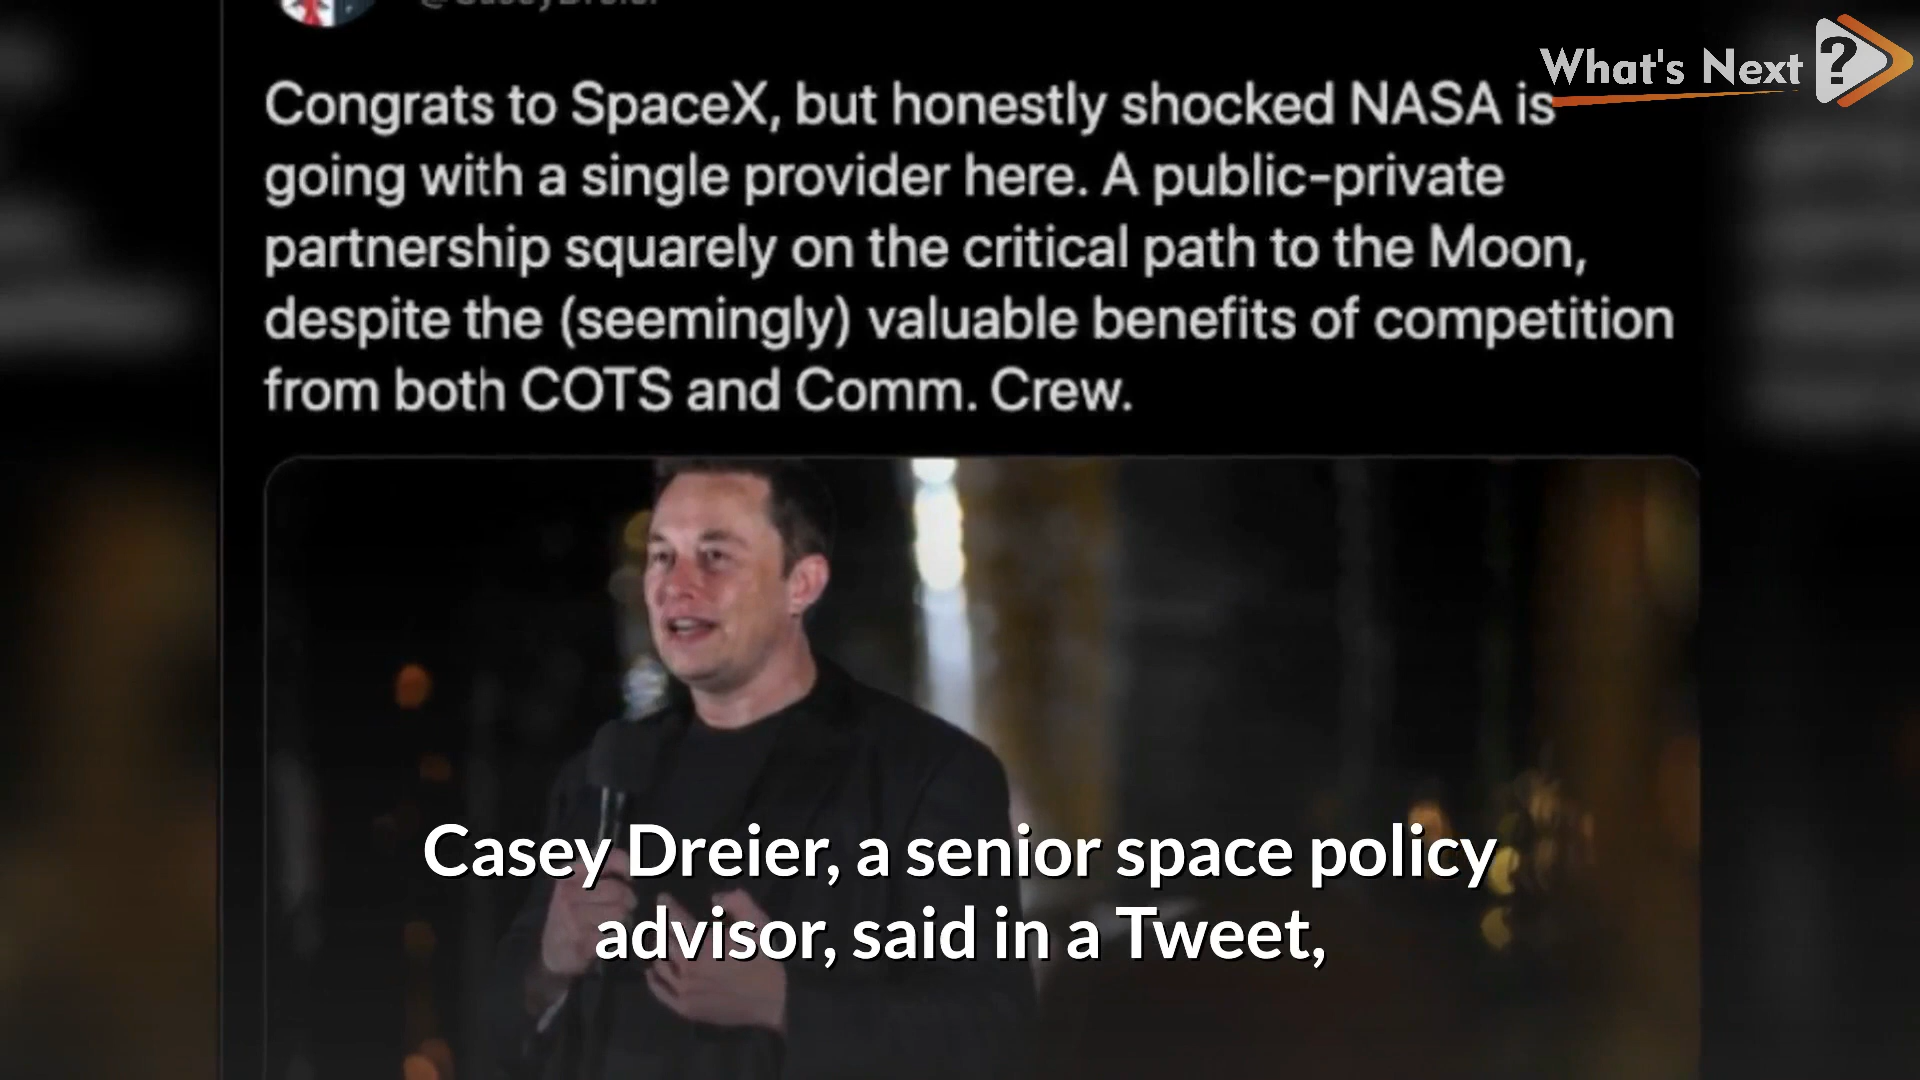 What's Next ?
Congrats to SpaceX, but honestly shocked NASA is
going with a single provider here. A public-private
partnership squarely on the critical path to the Moon,
despite the (seemingly) valuable benefits of competition
from both COTS and Comm. Crew.
Casey Dreier, a senior space policy
advisor, said in a Tweet,